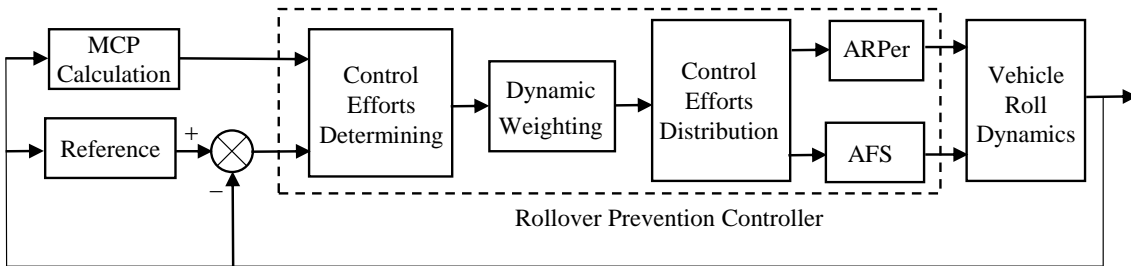 MCP
Calculation
Control
Efforts
Determining
Dynamic
Weighting
Control
Efforts
Distribution
ARPer
Vehicle
Roll
Dynamics
Reference
+
−
AFS
Rollover Prevention Controller